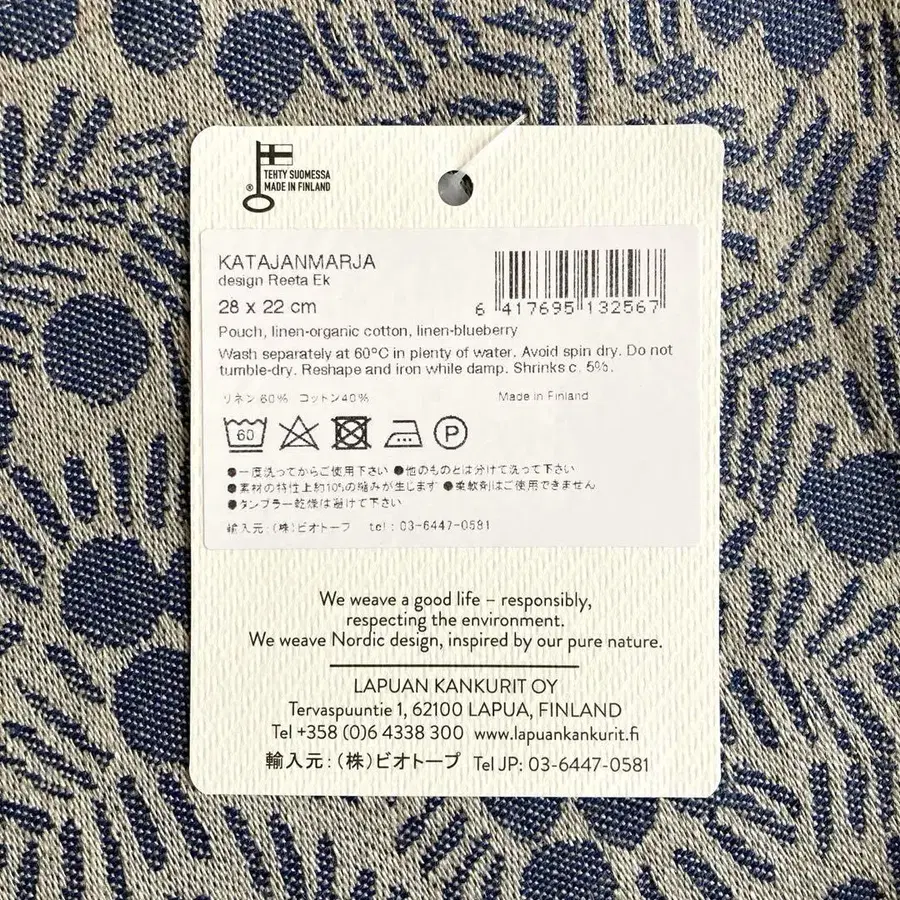 TEHTY SUOMESSA
MADE IN FINLAND
®
KATAJANMARJA
design Reeta Ek
28 x 22 cm
6 417695 132567
Pouch, linen-organic cotton, linen-blueberry
Wash separately at 60ºC in plenty of water. Avoid spin dry. Do not
tumble-dry. Reshape and iron while damp. Shrinks c. 5%.
リネン 60% コットン40%
Made in Finland
60
P
●一度洗ってからご使用下さい ●他のものとは分けて洗って下さい
●素材の特性上約10%の縮みが生じます ●柔軟剤はご使用できません
●タンブラー乾燥は避けて下さい
輸入元:(株)ビオトープ tel : 03-6447-0581
We weave a good life – responsibly,
respecting the environment.
We weave Nordic design, inspired by our pure nature.
LAPUAN KANKURIT OY
Tervaspuuntie 1, 62100 LAPUA, FINLAND
Tel +358 (0)6 4338 300 www.lapuankankurit.fi
輸入元:(株)ビオトープ Tel JP: 03-6447-0581